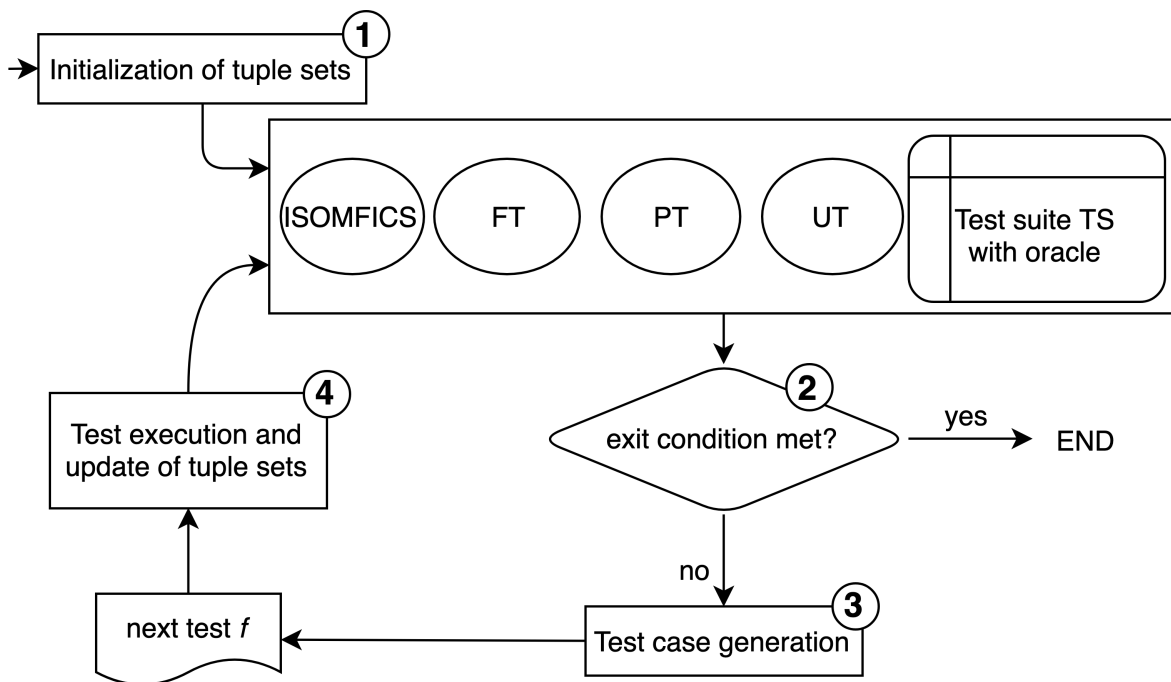 1
Initialization of tuple sets
ISOMFICS
FT
PT
UT
Test suite TS
with oracle
2
exit condition met?
yes
END
no
3
Test case generation
next test f
4
Test execution and
update of tuple sets